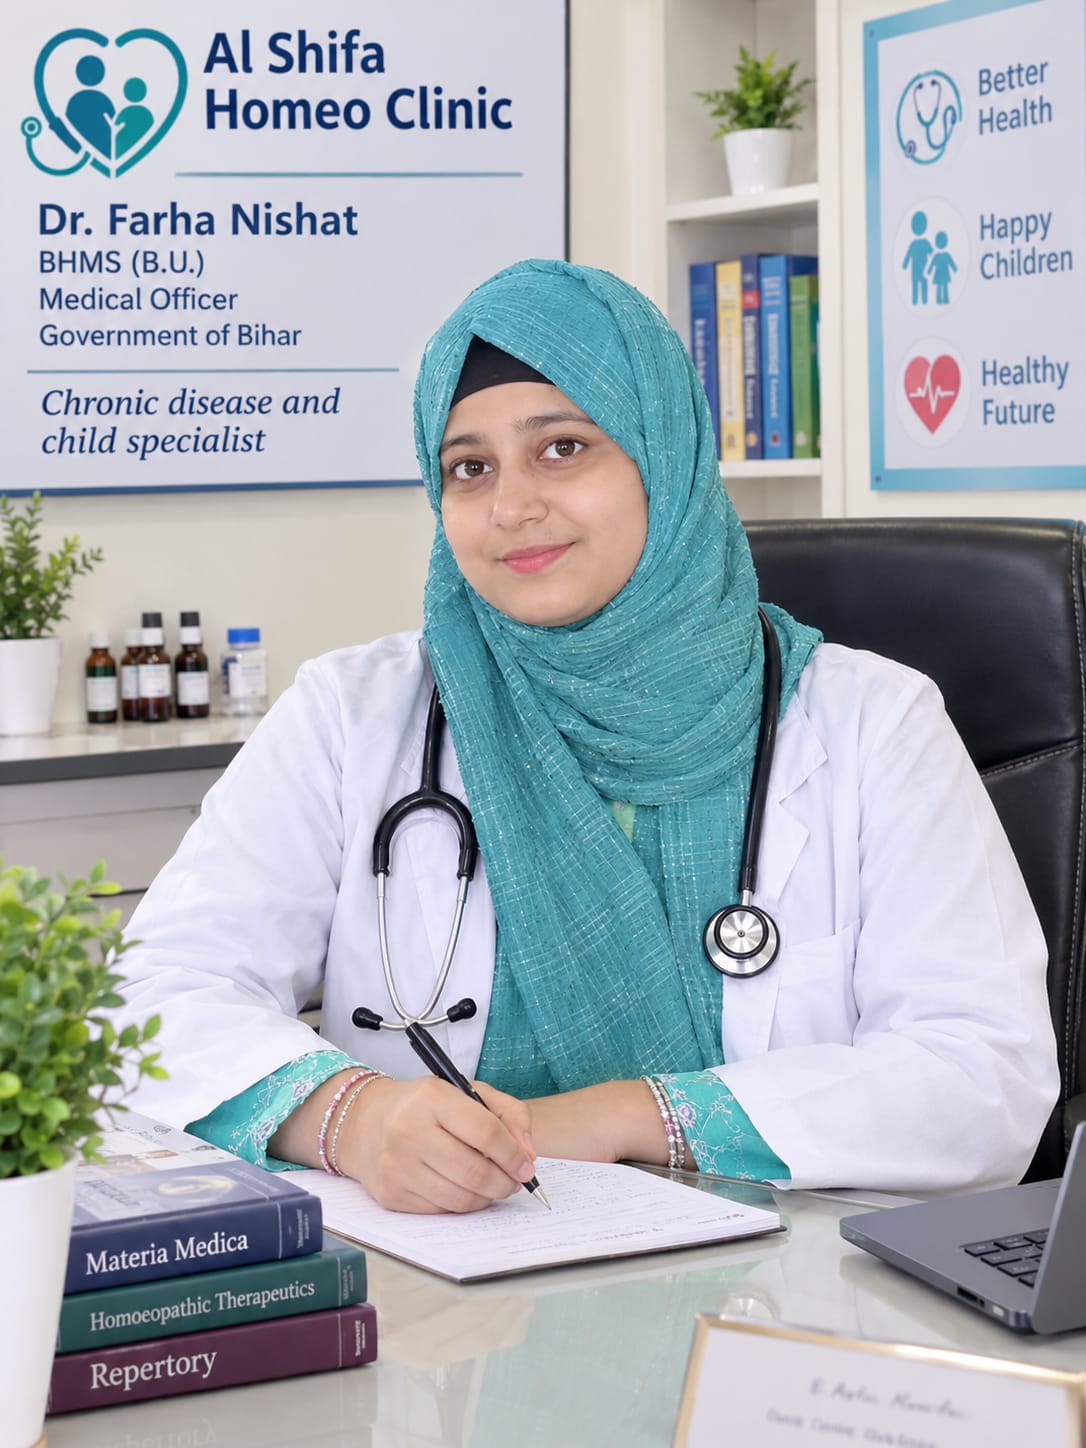 Al Shifa
Homeo Clinic
Dr. Farha Nishat
BHMS (B.U.)
Medical Officer
Government of Bihar
Chronic disease and
child specialist
Better
Health
Happy
Children
Healthy
Future
Materia Medica
Homoeopathic Therapeutics
Repertory